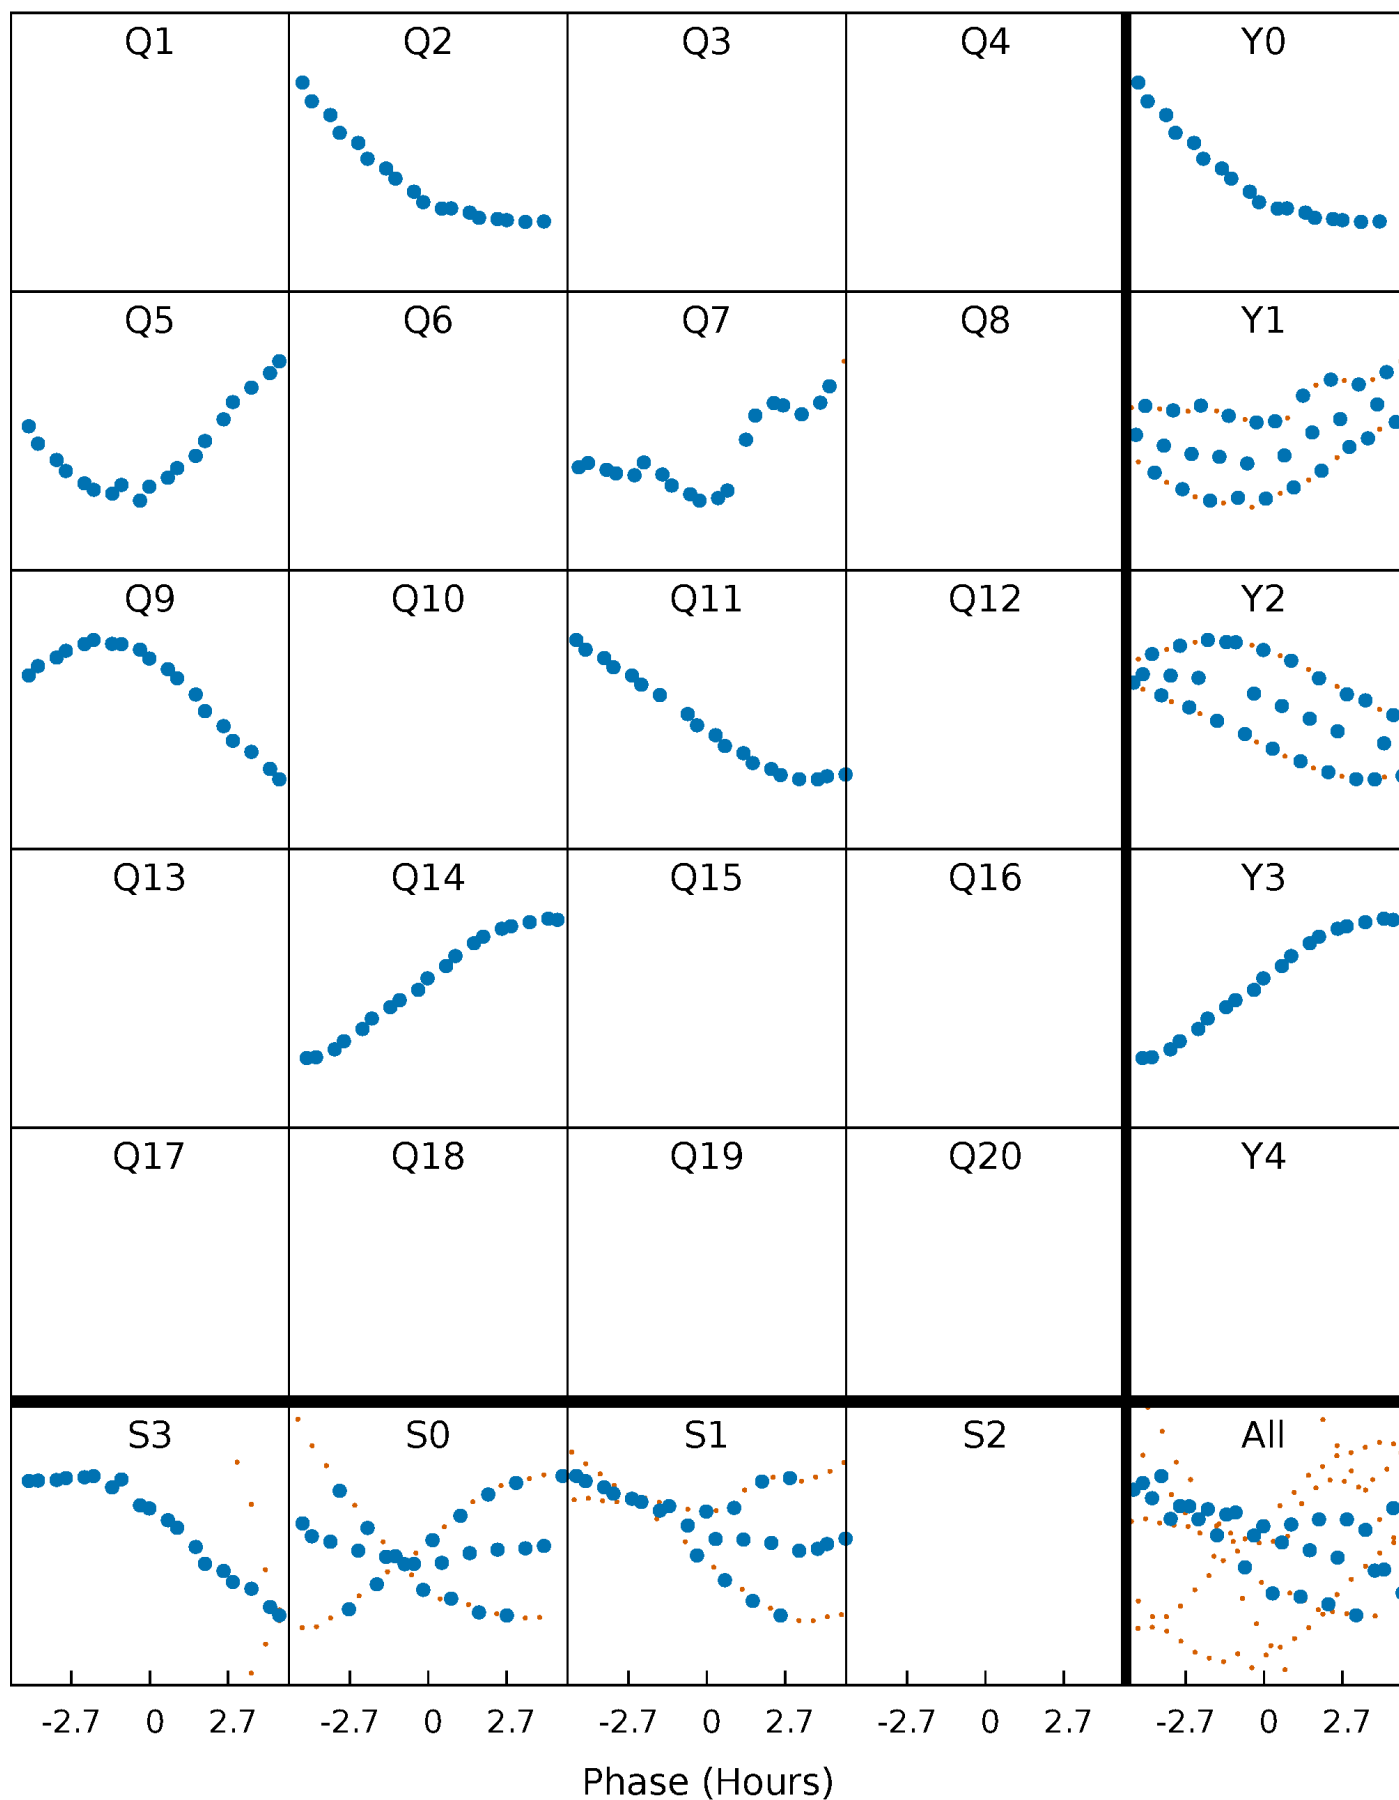 Q1 Q2 Q3 Q4 Y0
Q5 Q6 Q7 Q8 Y1
Q9 Q10 Q11 Q12 Y2
Q13 Q14 Q15 Q16 Y3
Q17 Q18 Q19 Q20 Y4
S3 S0 S1 S2 All
-2.7 0 2.7 -2.7 0 2.7 -2.7 0 2.7 -2.7 0 2.7 -2.7 0 2.7
Phase (Hours)